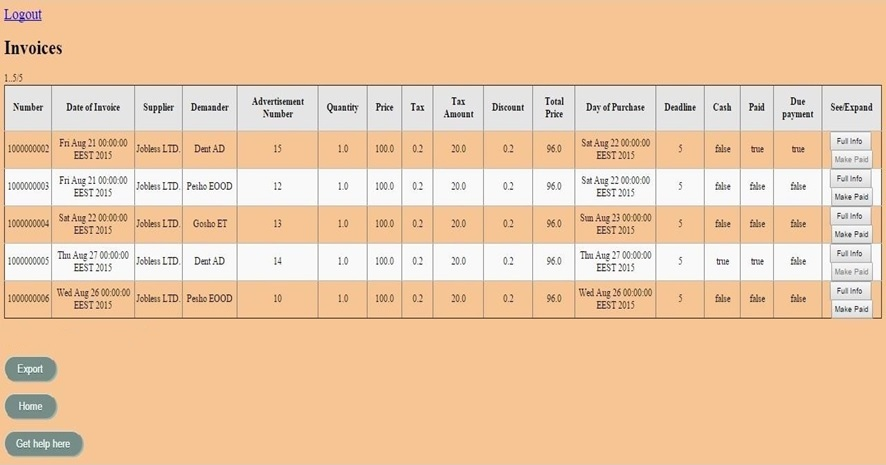 Logout
Invoices
1..5/5
Number Date of Invoice Supplier Demander Advertisement Number Quantity Price Tax Tax Amount Discount Total Price Day of Purchase Deadline Cash Paid Due payment See/Expand
1000000002 Fri Aug 21 00:00:00 EEST 2015 Jobless LTD. Dent AD 15 1.0 100.0 0.2 20.0 0.2 96.0 Sat Aug 22 00:00:00 EEST 2015 5 false true true Full Info Make Paid
1000000003 Fri Aug 21 00:00:00 EEST 2015 Jobless LTD. Pesho EOOD 12 1.0 100.0 0.2 20.0 0.2 96.0 Sat Aug 22 00:00:00 EEST 2015 5 false false false Full Info Make Paid
1000000004 Sat Aug 22 00:00:00 EEST 2015 Jobless LTD. Gosho ET 13 1.0 100.0 0.2 20.0 0.2 96.0 Sun Aug 23 00:00:00 EEST 2015 5 false false false Full Info Make Paid
1000000005 Thu Aug 27 00:00:00 EEST 2015 Jobless LTD. Dent AD 14 1.0 100.0 0.2 20.0 0.2 96.0 Thu Aug 27 00:00:00 EEST 2015 5 true true false Full Info Make Paid
1000000006 Wed Aug 26 00:00:00 EEST 2015 Jobless LTD. Pesho EOOD 10 1.0 100.0 0.2 20.0 0.2 96.0 Wed Aug 26 00:00:00 EEST 2015 5 false false false Full Info Make Paid
Export
Home
Get help here